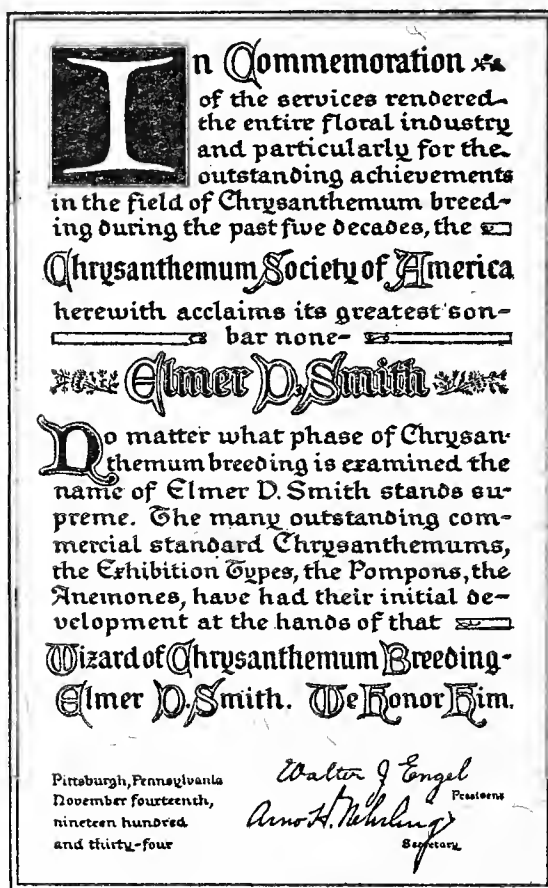 In Commemoration
of the services rendered
the entire floral industry
and particularly for the
outstanding achievements
in the field of Chrysanthemum breed-
ing during the past five decades, the
Chrysanthemum Society of America
herewith acclaims its greatest son-
bar none-
Elmer D. Smith
No matter what phase of Chrysan-
themum breeding is examined the
name of Elmer D. Smith stands su-
preme. The many outstanding com-
mercial standard Chrysanthemums,
the Exhibition Types, the Pompons, the
Anemones, have had their initial de-
velopment at the hands of that
Wizard of Chrysanthemum Breeding-
Elmer D. Smith. We Honor Him.
Pittsburgh, Pennsylvania
November fourteenth,
nineteen hundred
and thirty-four
Walter J Engel
President
Arno H. Nehrling
Secretary